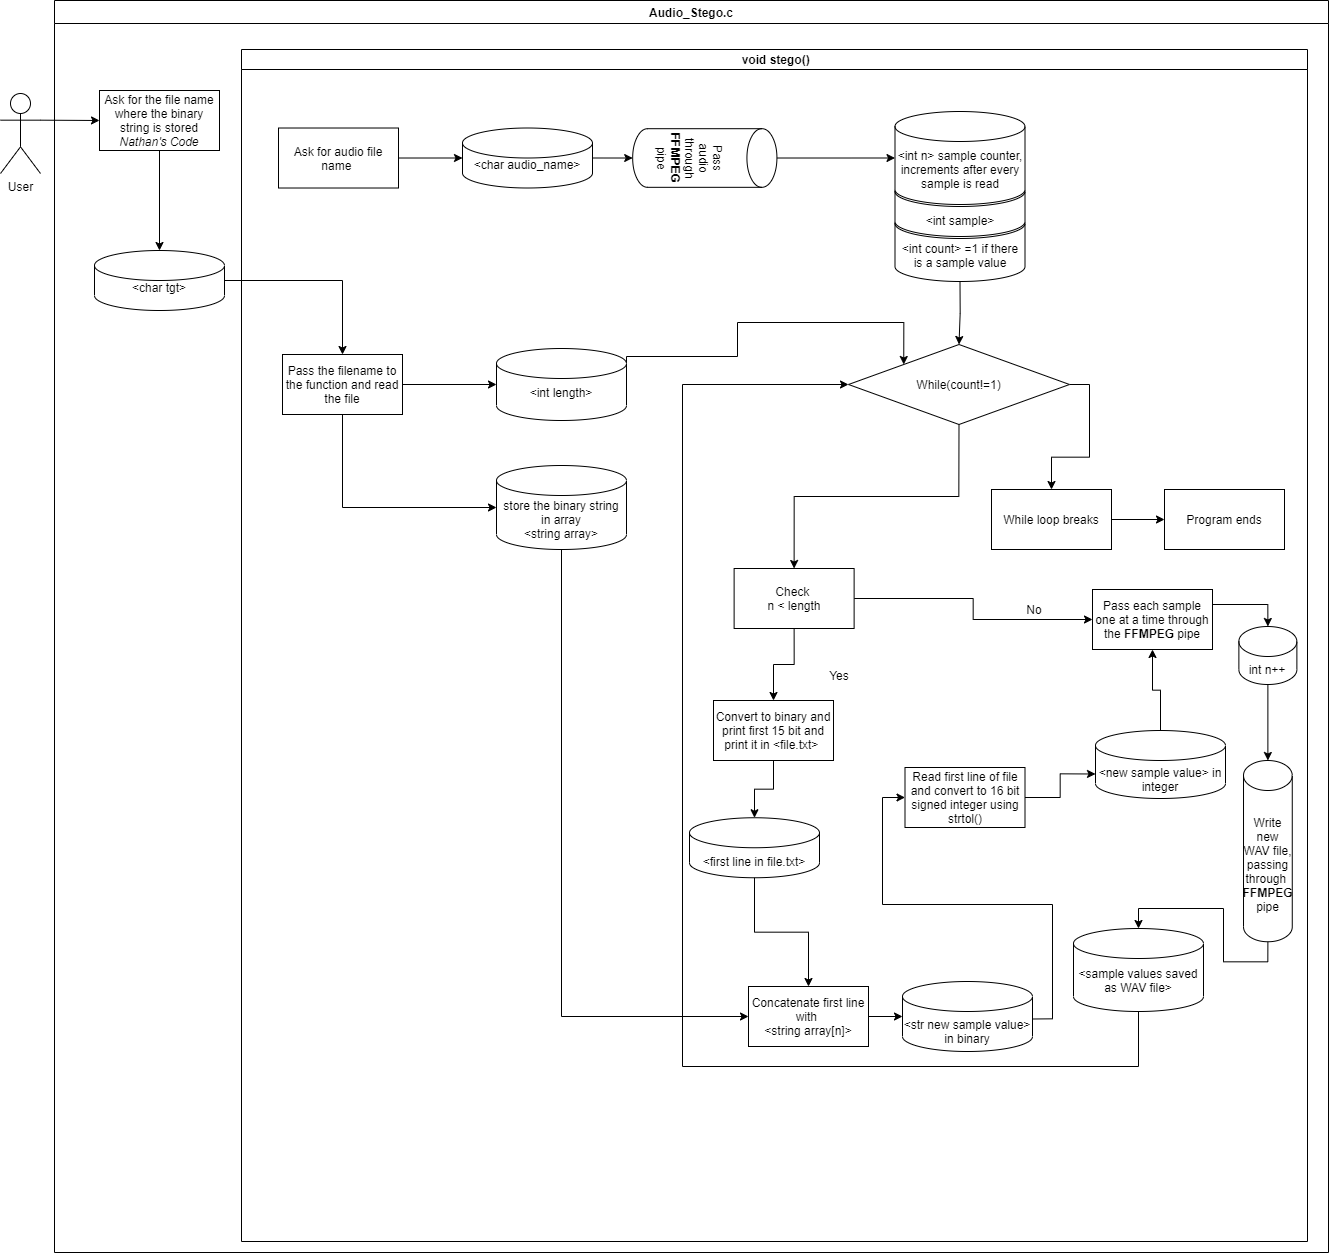 Audio_Stego.c
void stego()
User
Ask for the file name
where the binary
string is stored
Nathan's Code
<char tgt>
Ask for audio file
name
<char audio_name>
Pass
audio
through
FFMPEG
pipe
<int n> sample counter,
increments after every
sample is read
<int sample>
<int count> =1 if there
is a sample value
Pass the filename to
the function and read
the file
<int length>
While(count!=1)
store the binary string
in array
<string array>
While loop breaks
Program ends
Check
n < length
No
Pass each sample
one at a time through
the FFMPEG pipe
int n++
Yes
Convert to binary and
print first 15 bit and
print it in <file.txt>
Read first line of file
and convert to 16 bit
signed integer using
strtol()
<new sample value> in
integer
Write
new
WAV file,
passing
through
FFMPEG
pipe
<first line in file.txt>
<sample values saved
as WAV file>
Concatenate first line
with
<string array[n]>
<str new sample value>
in binary